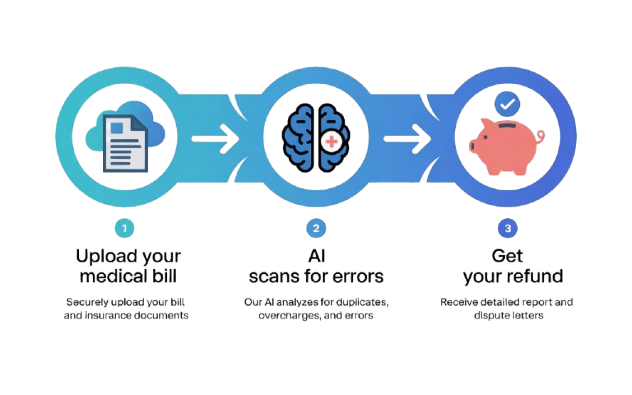 1
Upload your
medical bill
Securely upload your bill
and insurance documents
2
AI
scans for errors
Our AI analyzes for duplicates,
overcharges, and errors
3
Get
your refund
Receive detailed report and
dispute letters